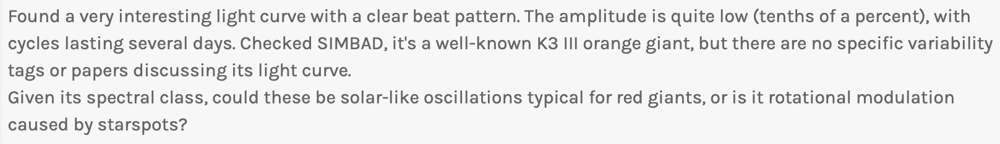 Found a very interesting light curve with a clear beat pattern. The amplitude is quite low (tenths of a percent), with
cycles lasting several days. Checked SIMBAD, it's a well-known K3 III orange giant, but there are no specific variability
tags or papers discussing its light curve.
Given its spectral class, could these be solar-like oscillations typical for red giants, or is it rotational modulation
caused by starspots?